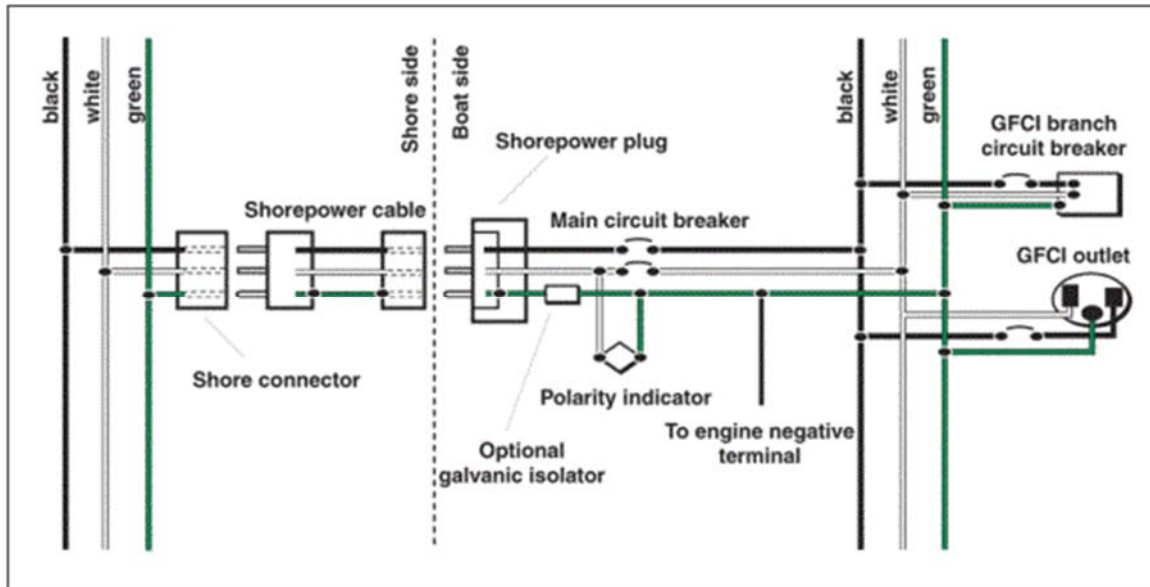 black
white
green
Shore side
Boat side
black
white
green
GFCI branch
circuit breaker
Shorepower plug
Shorepower cable
Main circuit breaker
GFCI outlet
Shore connector
Polarity indicator
Optional
galvanic isolator
To engine negative
terminal